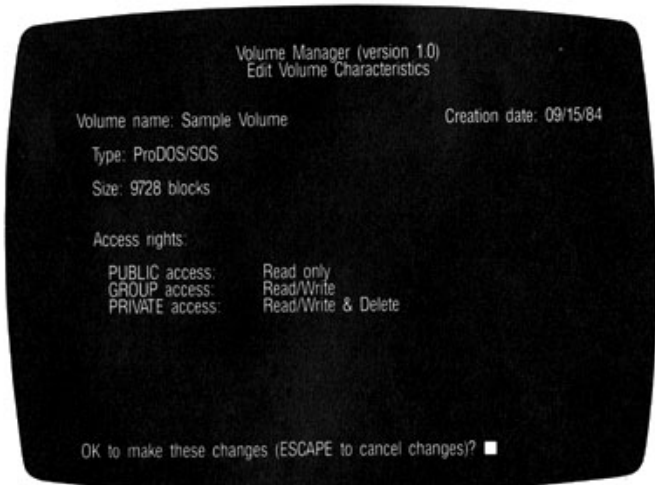 Volume Manager (version 1.0)
Edit Volume Characteristics
Volume name: Sample Volume Creation date: 09/15/84
Type: ProDOS/SOS
Size: 9728 blocks
Access rights:
PUBLIC access: Read only
GROUP access: Read/Write
PRIVATE access: Read/Write & Delete
OK to make these changes (ESCAPE to cancel changes)?